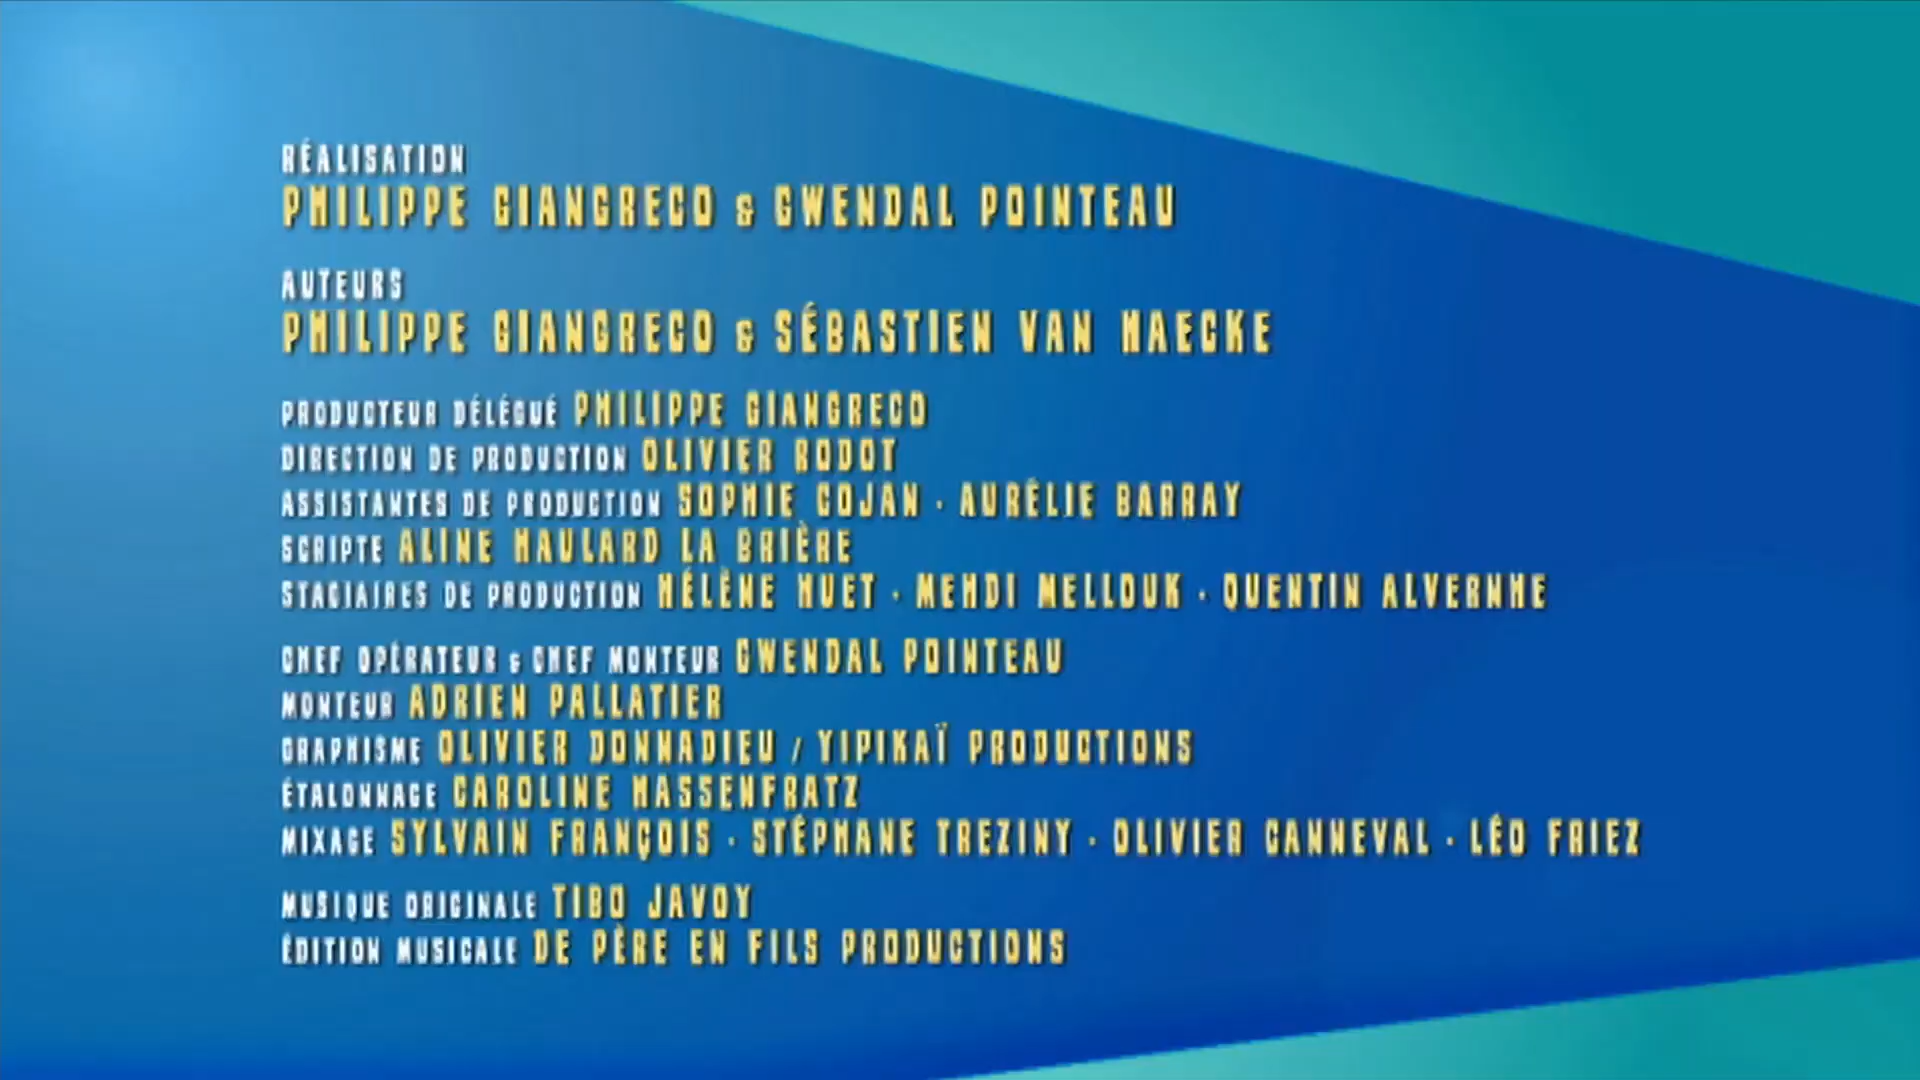 RÉALISATION
PHILIPPE GIANGRECO & GWENDAL POINTEAU
AUTEURS
PHILIPPE GIANGRECO & SÉBASTIEN VAN HAECKE
PRODUCTEUR DÉLÉGUÉ PHILIPPE GIANGRECO
DIRECTION DE PRODUCTION OLIVIER RODOT
ASSISTANTES DE PRODUCTION SOPHIE COJAN · AURÉLIE BARRAY
SCRIPTE ALINE HAULARD LA BRIÈRE
STAGIAIRES DE PRODUCTION HÉLÈNE HUET · MEHDI MELLOUK · QUENTIN ALVERNHE
CHEF OPÉRATEUR & CHEF MONTEUR GWENDAL POINTEAU
MONTEUR ADRIEN PALLATIER
GRAPHISME OLIVIER DONNADIEU / YIPIKAÏ PRODUCTIONS
ÉTALONNAGE CAROLINE HASSENFRATZ
MIXAGE SYLVAIN FRANÇOIS · STÉPHANE TREZINY · OLIVIER CANNEVAL · LÉO FRIEZ
MUSIQUE ORIGINALE TIBO JAVOY
ÉDITION MUSICALE DE PÈRE EN FILS PRODUCTIONS